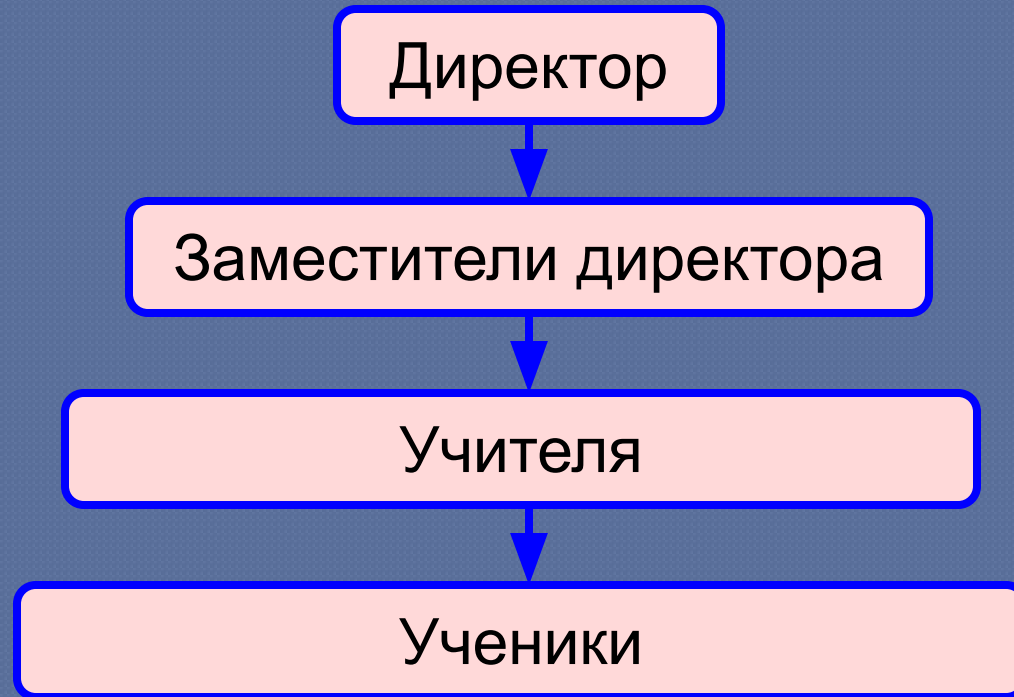 Директор
Заместители директора
Учителя
Ученики